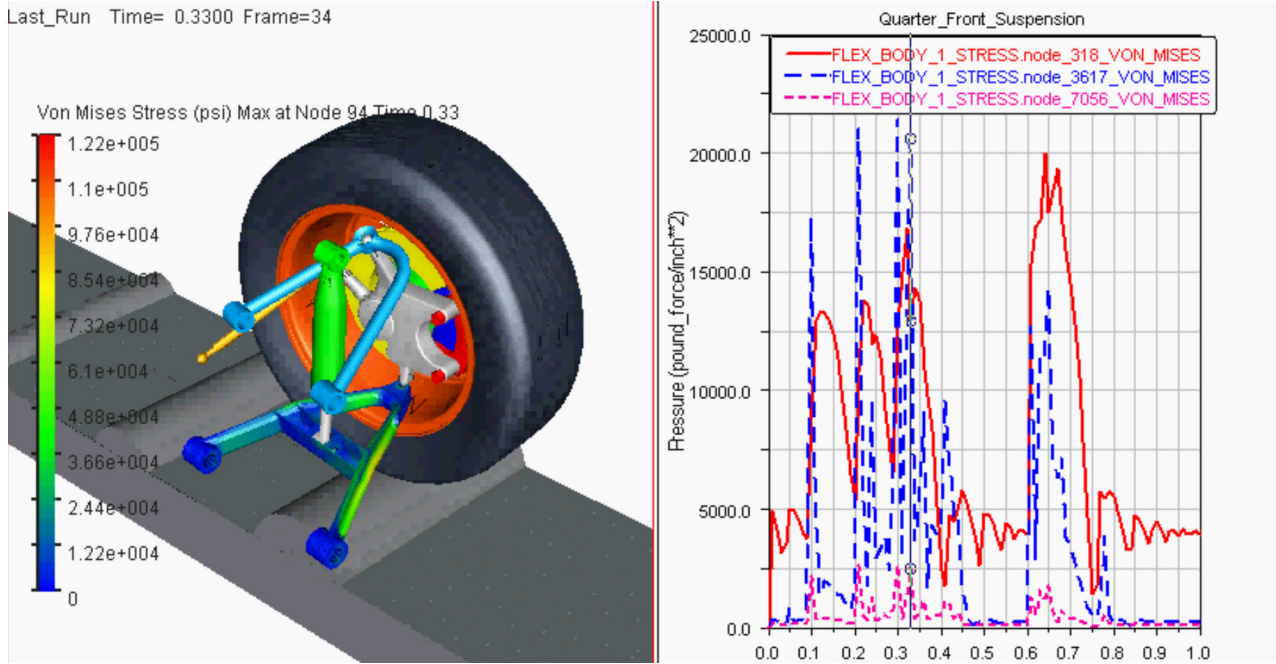 Last_Run Time= 0.3300 Frame=34
Von Mises Stress (psi) Max at Node 94 Time 0.33
1.22e+005
1.1e+005
9.76e+004
8.54e+004
7.32e+004
6.1e+004
4.88e+004
3.66e+004
2.44e+004
1.22e+004
0
Quarter_Front_Suspension
FLEX_BODY_1_STRESS.node_318_VON_MISES
FLEX_BODY_1_STRESS.node_3617_VON_MISES
FLEX_BODY_1_STRESS.node_7056_VON_MISES
Pressure (pound_force/inch**2)
25000.0
20000.0
15000.0
10000.0
5000.0
0.0
0.0 0.1 0.2 0.3 0.4 0.5 0.6 0.7 0.8 0.9 1.0